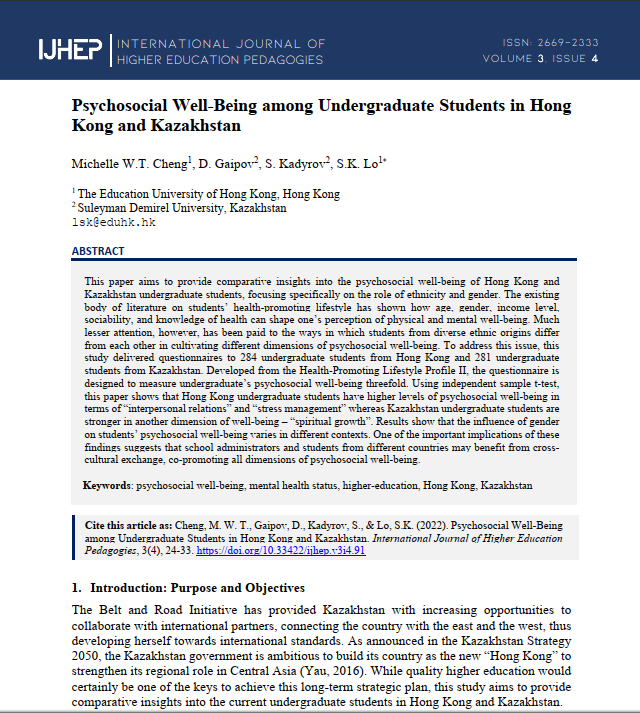 IJHEP
INTERNATIONAL JOURNAL OF
HIGHER EDUCATION PEDAGOGIES
ISSN: 2669-2333
VOLUME 3, ISSUE 4
Psychosocial Well-Being among Undergraduate Students in Hong
Kong and Kazakhstan
Michelle W.T. Cheng1, D. Gaipov2, S. Kadyrov2, S.K. Lo1*
1 The Education University of Hong Kong, Hong Kong
2 Suleyman Demirel University, Kazakhstan
lsk@eduhk.hk
ABSTRACT
This paper aims to provide comparative insights into the psychosocial well-being of Hong Kong and
Kazakhstan undergraduate students, focusing specifically on the role of ethnicity and gender. The existing
body of literature on students' health-promoting lifestyle has shown how age, gender, income level,
sociability, and knowledge of health can shape one's perception of physical and mental well-being. Much
lesser attention, however, has been paid to the ways in which students from diverse ethnic origins differ
from each other in cultivating different dimensions of psychosocial well-being. To address this issue, this
study delivered questionnaires to 284 undergraduate students from Hong Kong and 281 undergraduate
students from Kazakhstan. Developed from the Health-Promoting Lifestyle Profile II, the questionnaire is
designed to measure undergraduate's psychosocial well-being threefold. Using independent sample t-test,
this paper shows that Hong Kong undergraduate students have higher levels of psychosocial well-being in
terms of "interpersonal relations" and "stress management" whereas Kazakhstan undergraduate students are
stronger in another dimension of well-being – "spiritual growth". Results show that the influence of gender
on students' psychosocial well-being varies in different contexts. One of the important implications of these
findings suggests that school administrators and students from different countries may benefit from cross-
cultural exchange, co-promoting all dimensions of psychosocial well-being.
Keywords: psychosocial well-being, mental health status, higher-education, Hong Kong, Kazakhstan
Cite this article as: Cheng, M. W. T., Gaipov, D., Kadyrov, S., & Lo, S.K. (2022). Psychosocial Well-Being
among Undergraduate Students in Hong Kong and Kazakhstan. International Journal of Higher Education
Pedagogies, 3(4), 24-33. https://doi.org/10.33422/ijhep.v3i4.91
1. Introduction: Purpose and Objectives
The Belt and Road Initiative has provided Kazakhstan with increasing opportunities to
collaborate with international partners, connecting the country with the east and the west, thus
developing herself towards international standards. As announced in the Kazakhstan Strategy
2050, the Kazakhstan government is ambitious to build its country as the new "Hong Kong" to
strengthen its regional role in Central Asia (Yau, 2016). While quality higher education would
certainly be one of the keys to achieve this long-term strategic plan, this study aims to provide
comparative insights into the current undergraduate students in Hong Kong and Kazakhstan.